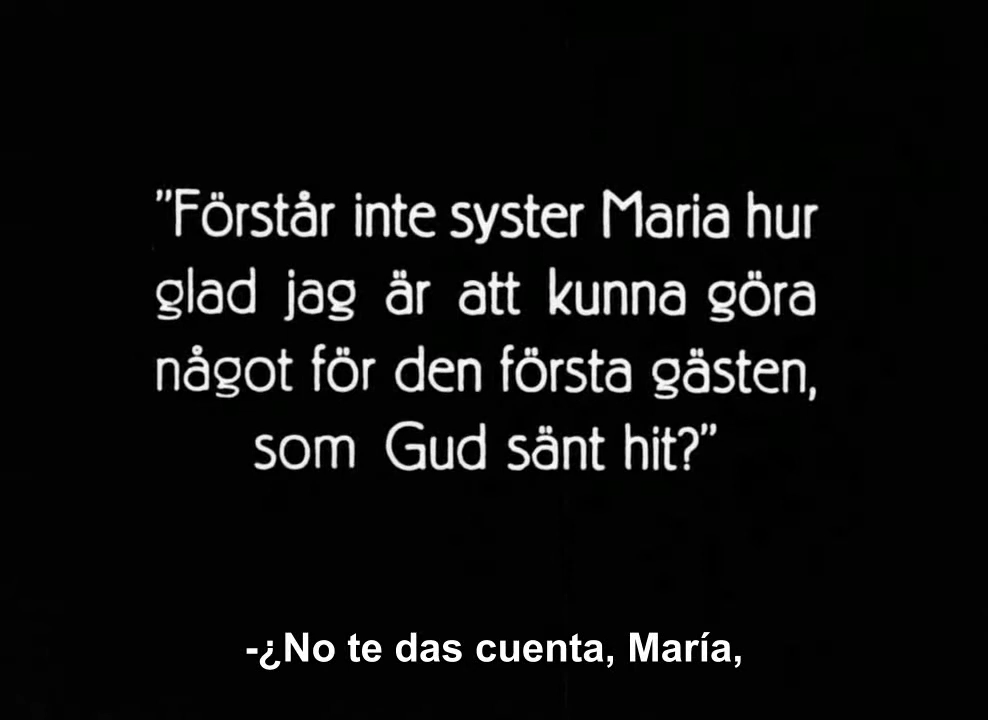 ”Förstår inte syster Maria hur
glad jag är att kunna göra
något för den första gästen,
som Gud sänt hit?”
-¿No te das cuenta, María,